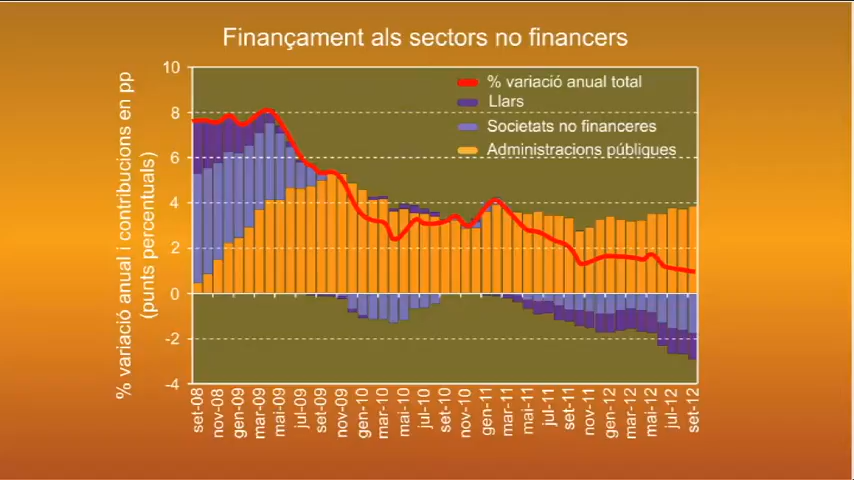 Finançament als sectors no financers
% variació anual i contribucions en pp
(punts percentuals)
10
8
6
4
2
0
-2
-4
% variació anual total
Llars
Societats no financeres
Administracions públiques
set-08
nov-08
gen-09
mar-09
mai-09
jul-09
set-09
nov-09
gen-10
mar-10
mai-10
jul-10
set-10
nov-10
gen-11
mar-11
mai-11
jul-11
set-11
nov-11
gen-12
mar-12
mai-12
jul-12
set-12